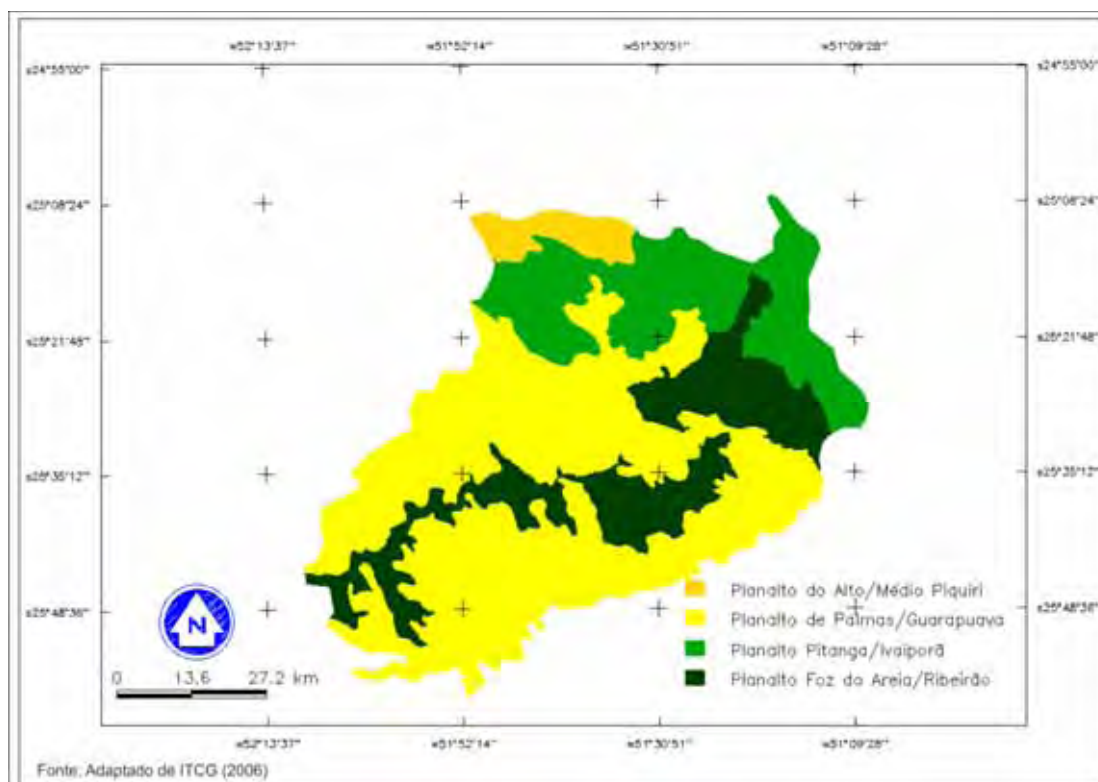 w52°13'37" w51°52'14" w51°30'51" w51°09'28"
s24°55'00" s24°55'00"
s25°08'24" s25°08'24"
s25°21'48" s25°21'48"
s25°35'12" s25°35'12"
s25°48'36" s25°48'36"
Planalto do Alto/Médio Piquiri
Planalto de Palmas/Guarapuava
Planalto Pitanga/Ivaiporã
Planalto Foz do Areia/Ribeirão
N
0 13.6 27.2 km
w52°13'37" w51°52'14" w51°30'51" w51°09'28"
Fonte: Adaptado de ITCG (2006)